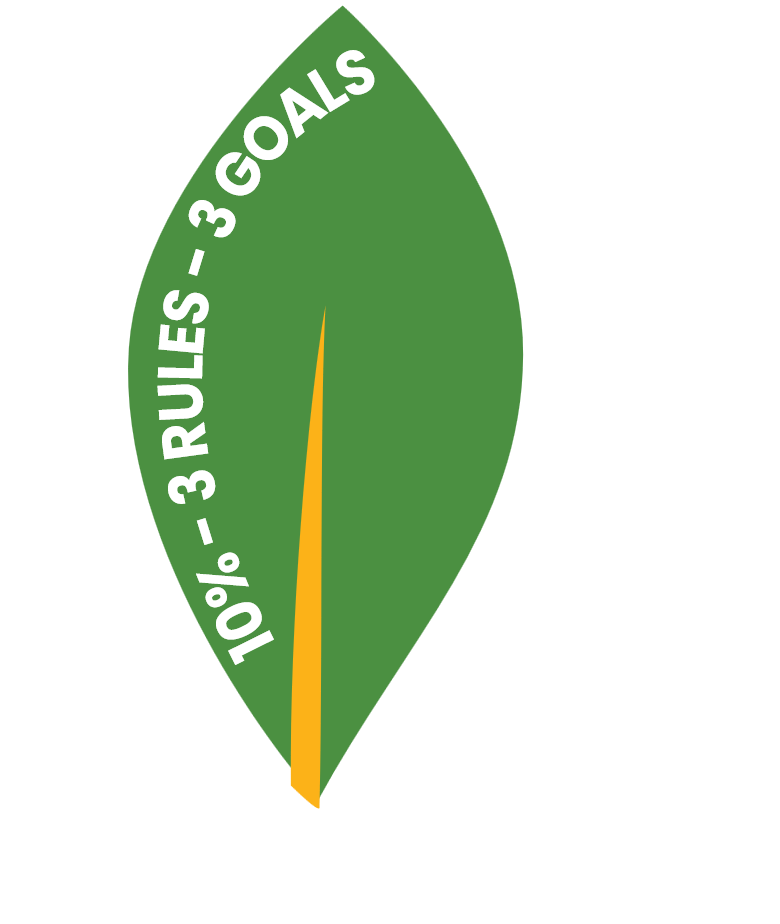 10% – 3 RULES – 3 GOALS